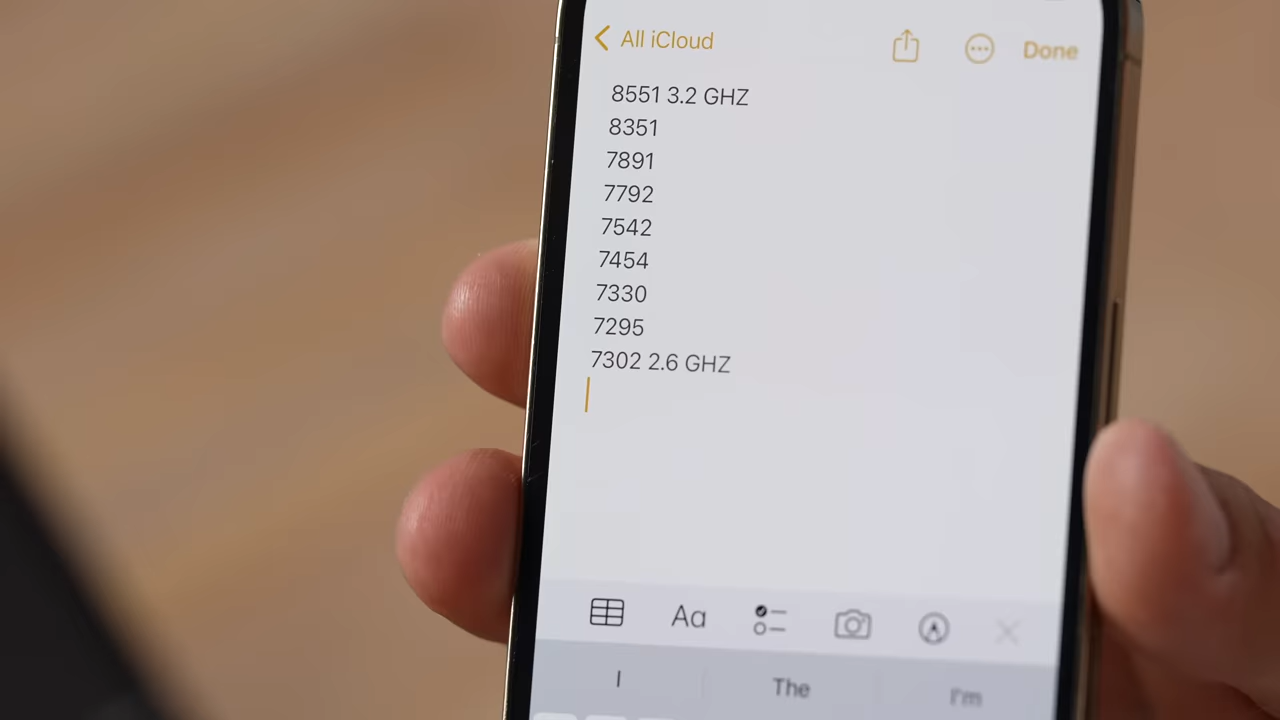 All iCloud
Done
8551 3.2 GHZ
8351
7891
7792
7542
7454
7330
7295
7302 2.6 GHZ
Aa
I
The
I'm